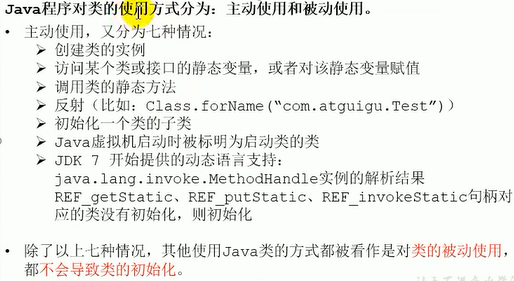 Java程序对类的使用方式分为：主动使用和被动使用。
• 主动使用，又分为七种情况：
➢ 创建类的实例
➢ 访问某个类或接口的静态变量，或者对该静态变量赋值
➢ 调用类的静态方法
➢ 反射（比如：Class.forName(“com.atguigu.Test”)）
➢ 初始化一个类的子类
➢ Java虚拟机启动时被标明为启动类的类
➢ JDK 7 开始提供的动态语言支持：
java.lang.invoke.MethodHandle实例的解析结果
REF_getStatic、REF_putStatic、REF_invokeStatic句柄对
应的类没有初始化，则初始化
• 除了以上七种情况，其他使用Java类的方式都被看作是对类的被动使用，
都不会导致类的初始化。